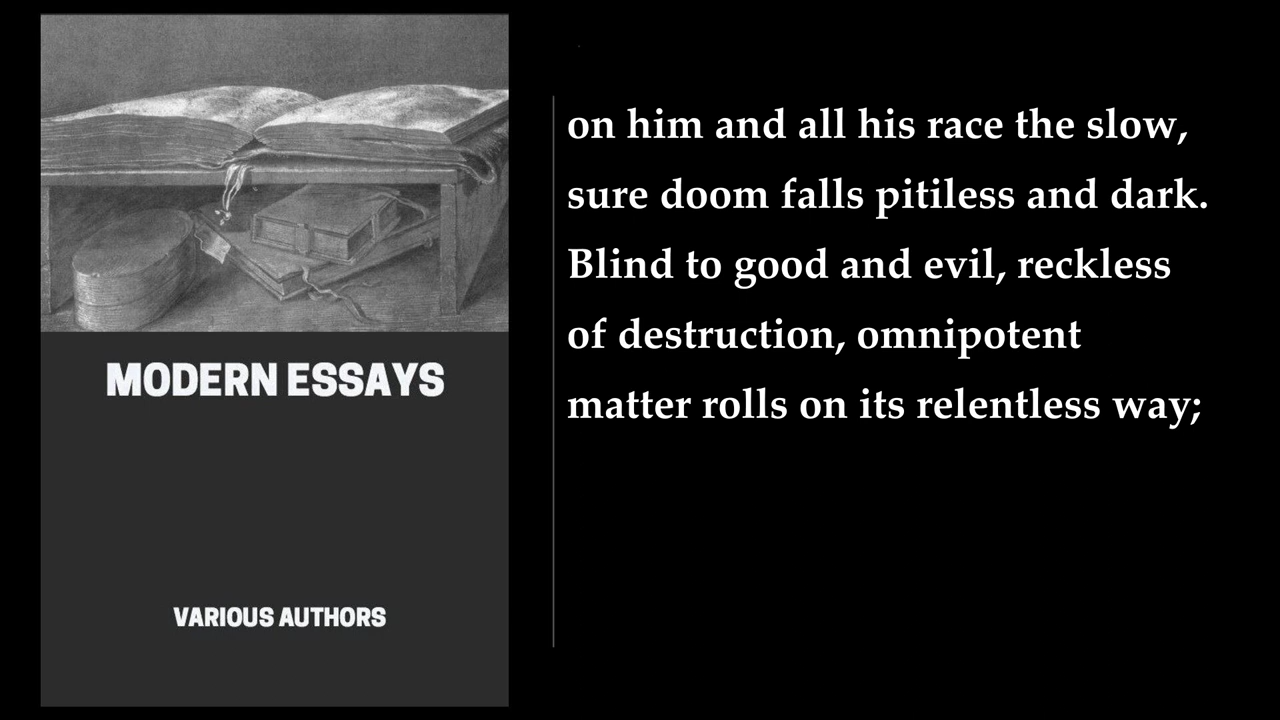 MODERN ESSAYS
VARIOUS AUTHORS
on him and all his race the slow,
sure doom falls pitiless and dark.
Blind to good and evil, reckless
of destruction, omnipotent
matter rolls on its relentless way;